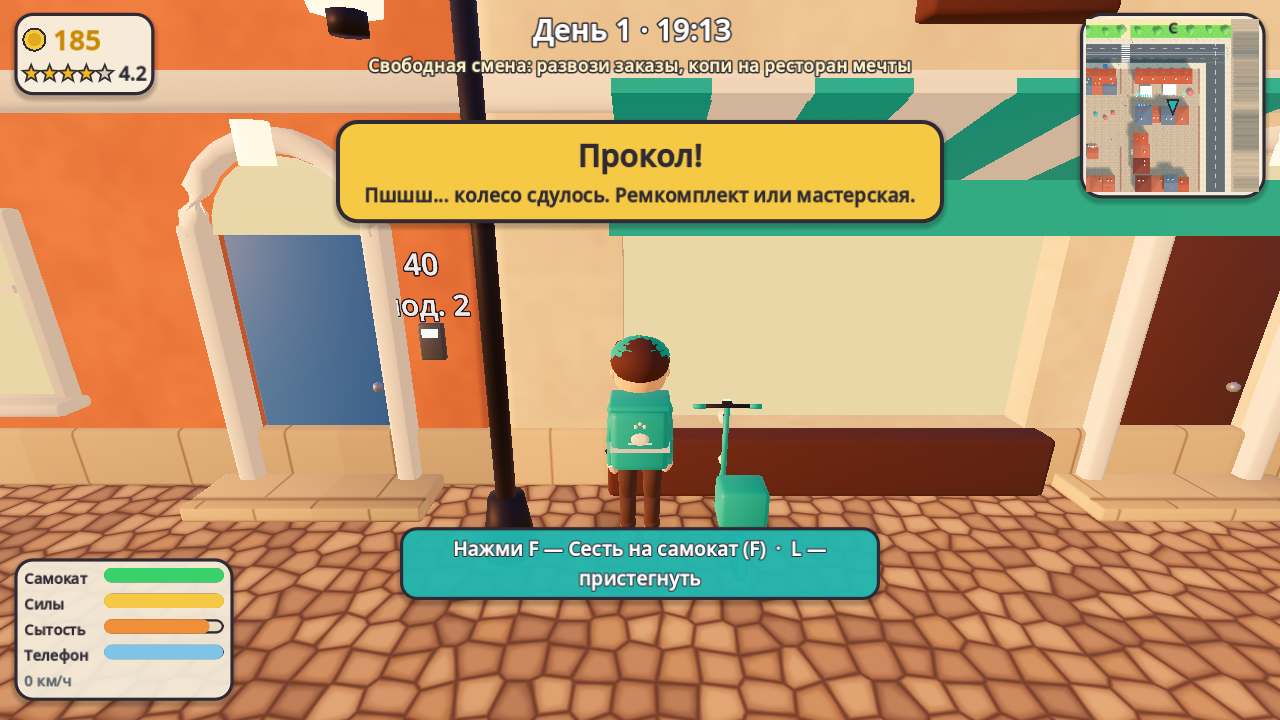 185
4.2
День 1 · 19:13
Свободная смена: развози заказы, копи на ресторан мечты
С
Прокол!
Пшшш... колесо сдулось. Ремкомплект или мастерская.
40
под. 2
Нажми F — Сесть на самокат (F) · L —
пристегнуть
Самокат
Силы
Сытость
Телефон
0 км/ч